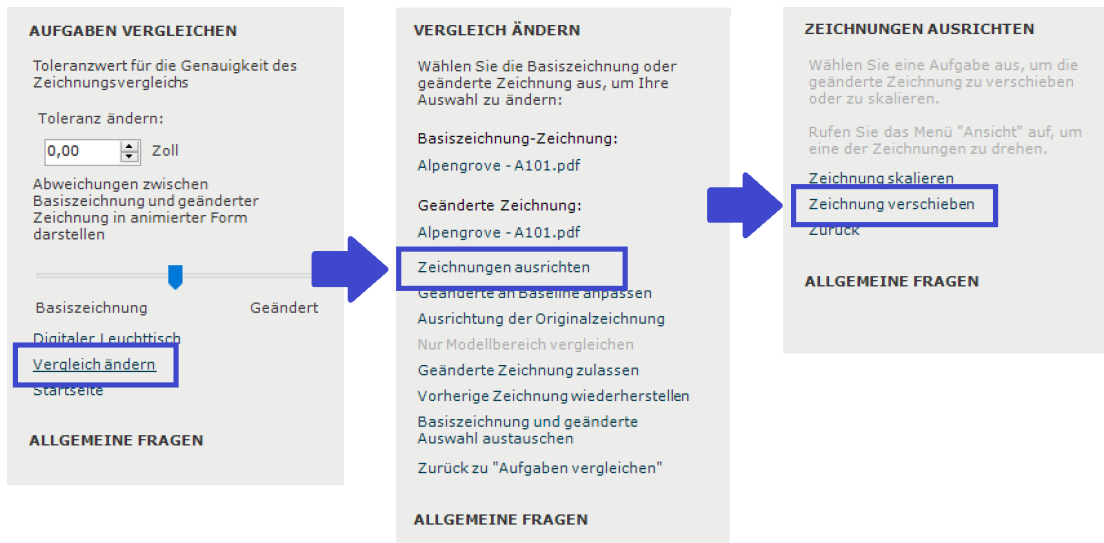 AUFGABEN VERGLEICHEN
Toleranzwert für die Genauigkeit des
Zeichnungsvergleichs
Toleranz ändern:
0,00 Zoll
Abweichungen zwischen
Basiszeichnung und geänderter
Zeichnung in animierter Form
darstellen
Basiszeichnung Geändert
Digitaler Leuchttisch
Vergleich ändern
Startseite
ALLGEMEINE FRAGEN
VERGLEICH ÄNDERN
Wählen Sie die Basiszeichnung oder
geänderte Zeichnung aus, um Ihre
Auswahl zu ändern:
Basiszeichnung-Zeichnung:
Alpengrove - A101.pdf
Geänderte Zeichnung:
Alpengrove - A101.pdf
Zeichnungen ausrichten
Geänderte an Baseline anpassen
Ausrichtung der Originalzeichnung
Nur Modellbereich vergleichen
Geänderte Zeichnung zulassen
Vorherige Zeichnung wiederherstellen
Basiszeichnung und geänderte
Auswahl austauschen
Zurück zu "Aufgaben vergleichen"
ALLGEMEINE FRAGEN
ZEICHNUNGEN AUSRICHTEN
Wählen Sie eine Aufgabe aus, um die
geänderte Zeichnung zu verschieben
oder zu skalieren.
Rufen Sie das Menü "Ansicht" auf, um
eine der Zeichnungen zu drehen.
Zeichnung skalieren
Zeichnung verschieben
Zurück
ALLGEMEINE FRAGEN